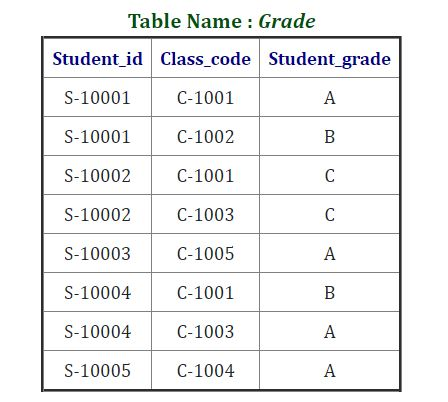 Table Name : Grade
Student_id Class_code Student_grade
S-10001 C-1001 A
S-10001 C-1002 B
S-10002 C-1001 C
S-10002 C-1003 C
S-10003 C-1005 A
S-10004 C-1001 B
S-10004 C-1003 A
S-10005 C-1004 A